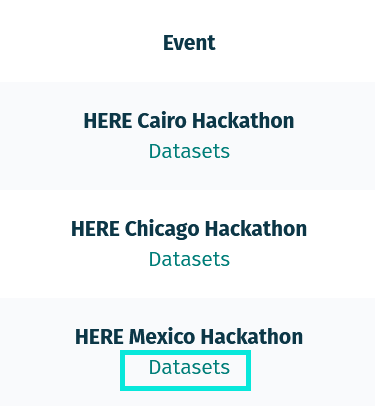 Event
HERE Cairo Hackathon
Datasets
HERE Chicago Hackathon
Datasets
HERE Mexico Hackathon
Datasets